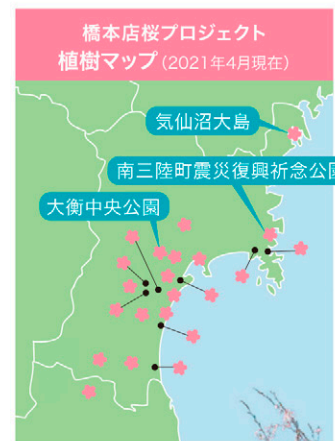 橋本店桜プロジェクト
植樹マップ(2021年4月現在)
気仙沼大島
南三陸町震災復興祈念公園
大衡中央公園